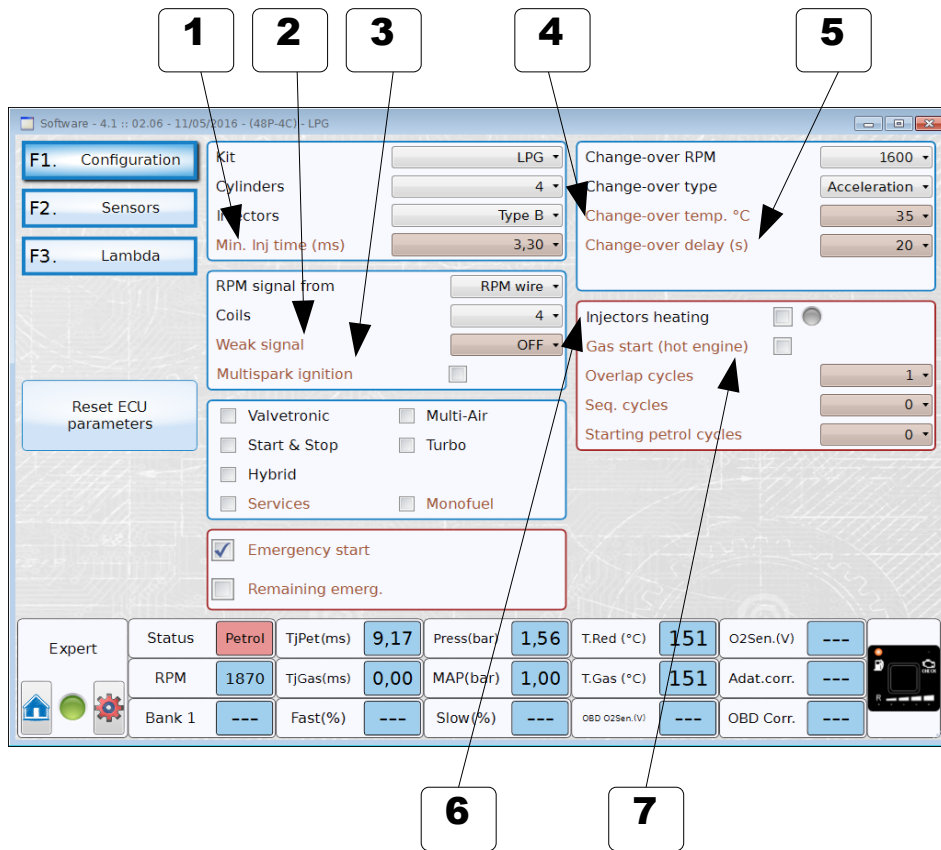 1 2 3 4 5
Software - 4.1 :: 02.06 - 11/05/2016 - (48P-4C) - LPG
F1. Configuration
F2. Sensors
F3. Lambda
Reset ECU
parameters
Kit LPG
Cylinders 4
Injectors Type B
Min. Inj time (ms) 3,30
RPM signal from RPM wire
Coils 4
Weak signal OFF
Multispark ignition
Valvetronic Multi-Air
Start & Stop Turbo
Hybrid
Services Monofuel
Emergency start
Remaining emerg.
Change-over RPM 1600
Change-over type Acceleration
Change-over temp. °C 35
Change-over delay (s) 20
Injectors heating
Gas start (hot engine)
Overlap cycles 1
Seq. cycles 0
Starting petrol cycles 0
Expert
Status Petrol TjPet(ms) 9,17 Press(bar) 1,56 T.Red (°C) 151 O2Sen.(V) ---
RPM 1870 TjGas(ms) 0,00 MAP(bar) 1,00 T.Gas (°C) 151 Adat.corr. ---
Bank 1 --- Fast(%) --- Slow(%) --- OBD O2Sen.(V) --- OBD Corr. ---
CHECK
R
6 7